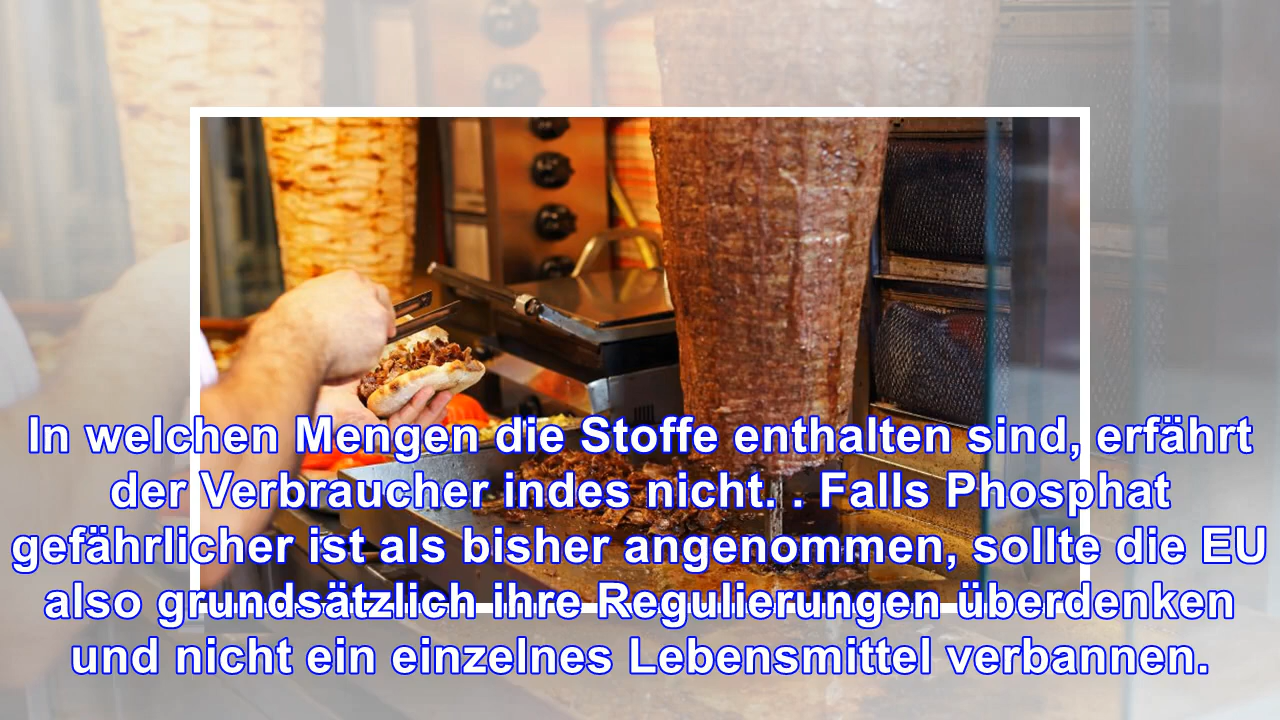 In welchen Mengen die Stoffe enthalten sind, erfährt
der Verbraucher indes nicht. . Falls Phosphat
gefährlicher ist als bisher angenommen, sollte die EU
also grundsätzlich ihre Regulierungen überdenken
und nicht ein einzelnes Lebensmittel verbannen.